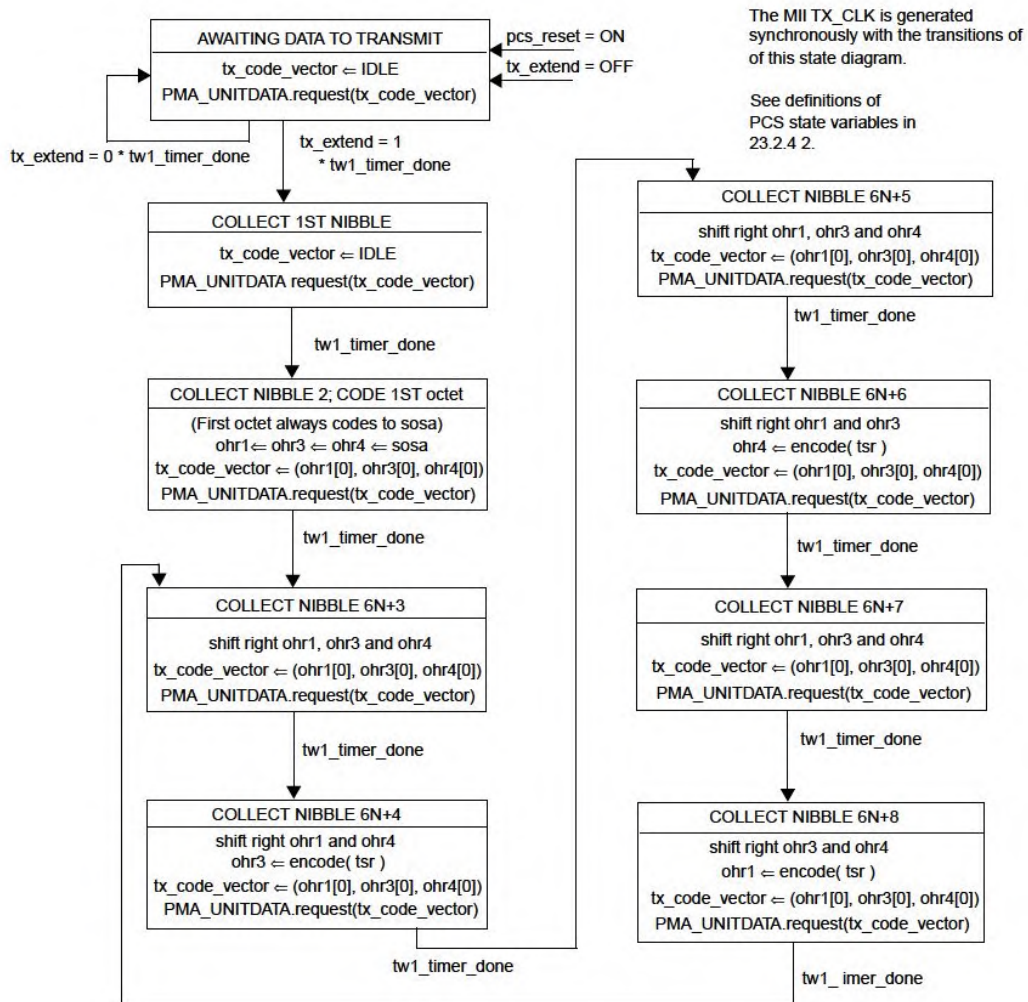 AWAITING DATA TO TRANSMIT
tx_code_vector ⇐ IDLE
PMA_UNITDATA.request(tx_code_vector)
pcs_reset = ON
tx_extend = OFF
tx_extend = 0 * tw1_timer_done
tx_extend = 1
* tw1_timer_done
COLLECT 1ST NIBBLE
tx_code_vector ⇐ IDLE
PMA_UNITDATA request(tx_code_vector)
tw1_timer_done
COLLECT NIBBLE 2; CODE 1ST octet
(First octet always codes to sosa)
ohr1⇐ ohr3 ⇐ ohr4 ⇐ sosa
tx_code_vector ⇐ (ohr1[0], ohr3[0], ohr4[0])
PMA_UNITDATA.request(tx_code_vector)
tw1_timer_done
COLLECT NIBBLE 6N+3
shift right ohr1, ohr3 and ohr4
tx_code_vector ⇐ (ohr1[0], ohr3[0], ohr4[0])
PMA_UNITDATA.request(tx_code_vector)
tw1_timer_done
COLLECT NIBBLE 6N+4
shift right ohr1 and ohr4
ohr3 ⇐ encode( tsr )
tx_code_vector ⇐ (ohr1[0], ohr3[0], ohr4[0])
PMA_UNITDATA.request(tx_code_vector)
tw1_timer_done
The MII TX_CLK is generated
synchronously with the transitions of
of this state diagram.
See definitions of
PCS state variables in
23.2.4 2.
COLLECT NIBBLE 6N+5
shift right ohr1, ohr3 and ohr4
tx_code_vector ⇐ (ohr1[0], ohr3[0], ohr4[0])
PMA_UNITDATA.request(tx_code_vector)
tw1_timer_done
COLLECT NIBBLE 6N+6
shift right ohr1 and ohr3
ohr4 ⇐ encode( tsr )
tx_code_vector ⇐ (ohr1[0], ohr3[0], ohr4[0])
PMA_UNITDATA.request(tx_code_vector)
tw1_timer_done
COLLECT NIBBLE 6N+7
shift right ohr1, ohr3 and ohr4
tx_code_vector ⇐ (ohr1[0], ohr3[0], ohr4[0])
PMA_UNITDATA.request(tx_code_vector)
tw1_timer_done
COLLECT NIBBLE 6N+8
shift right ohr3 and ohr4
ohr1 ⇐ encode( tsr )
tx_code_vector ⇐ (ohr1[0], ohr3[0], ohr4[0])
PMA_UNITDATA.request(tx_code_vector)
tw1_ imer_done